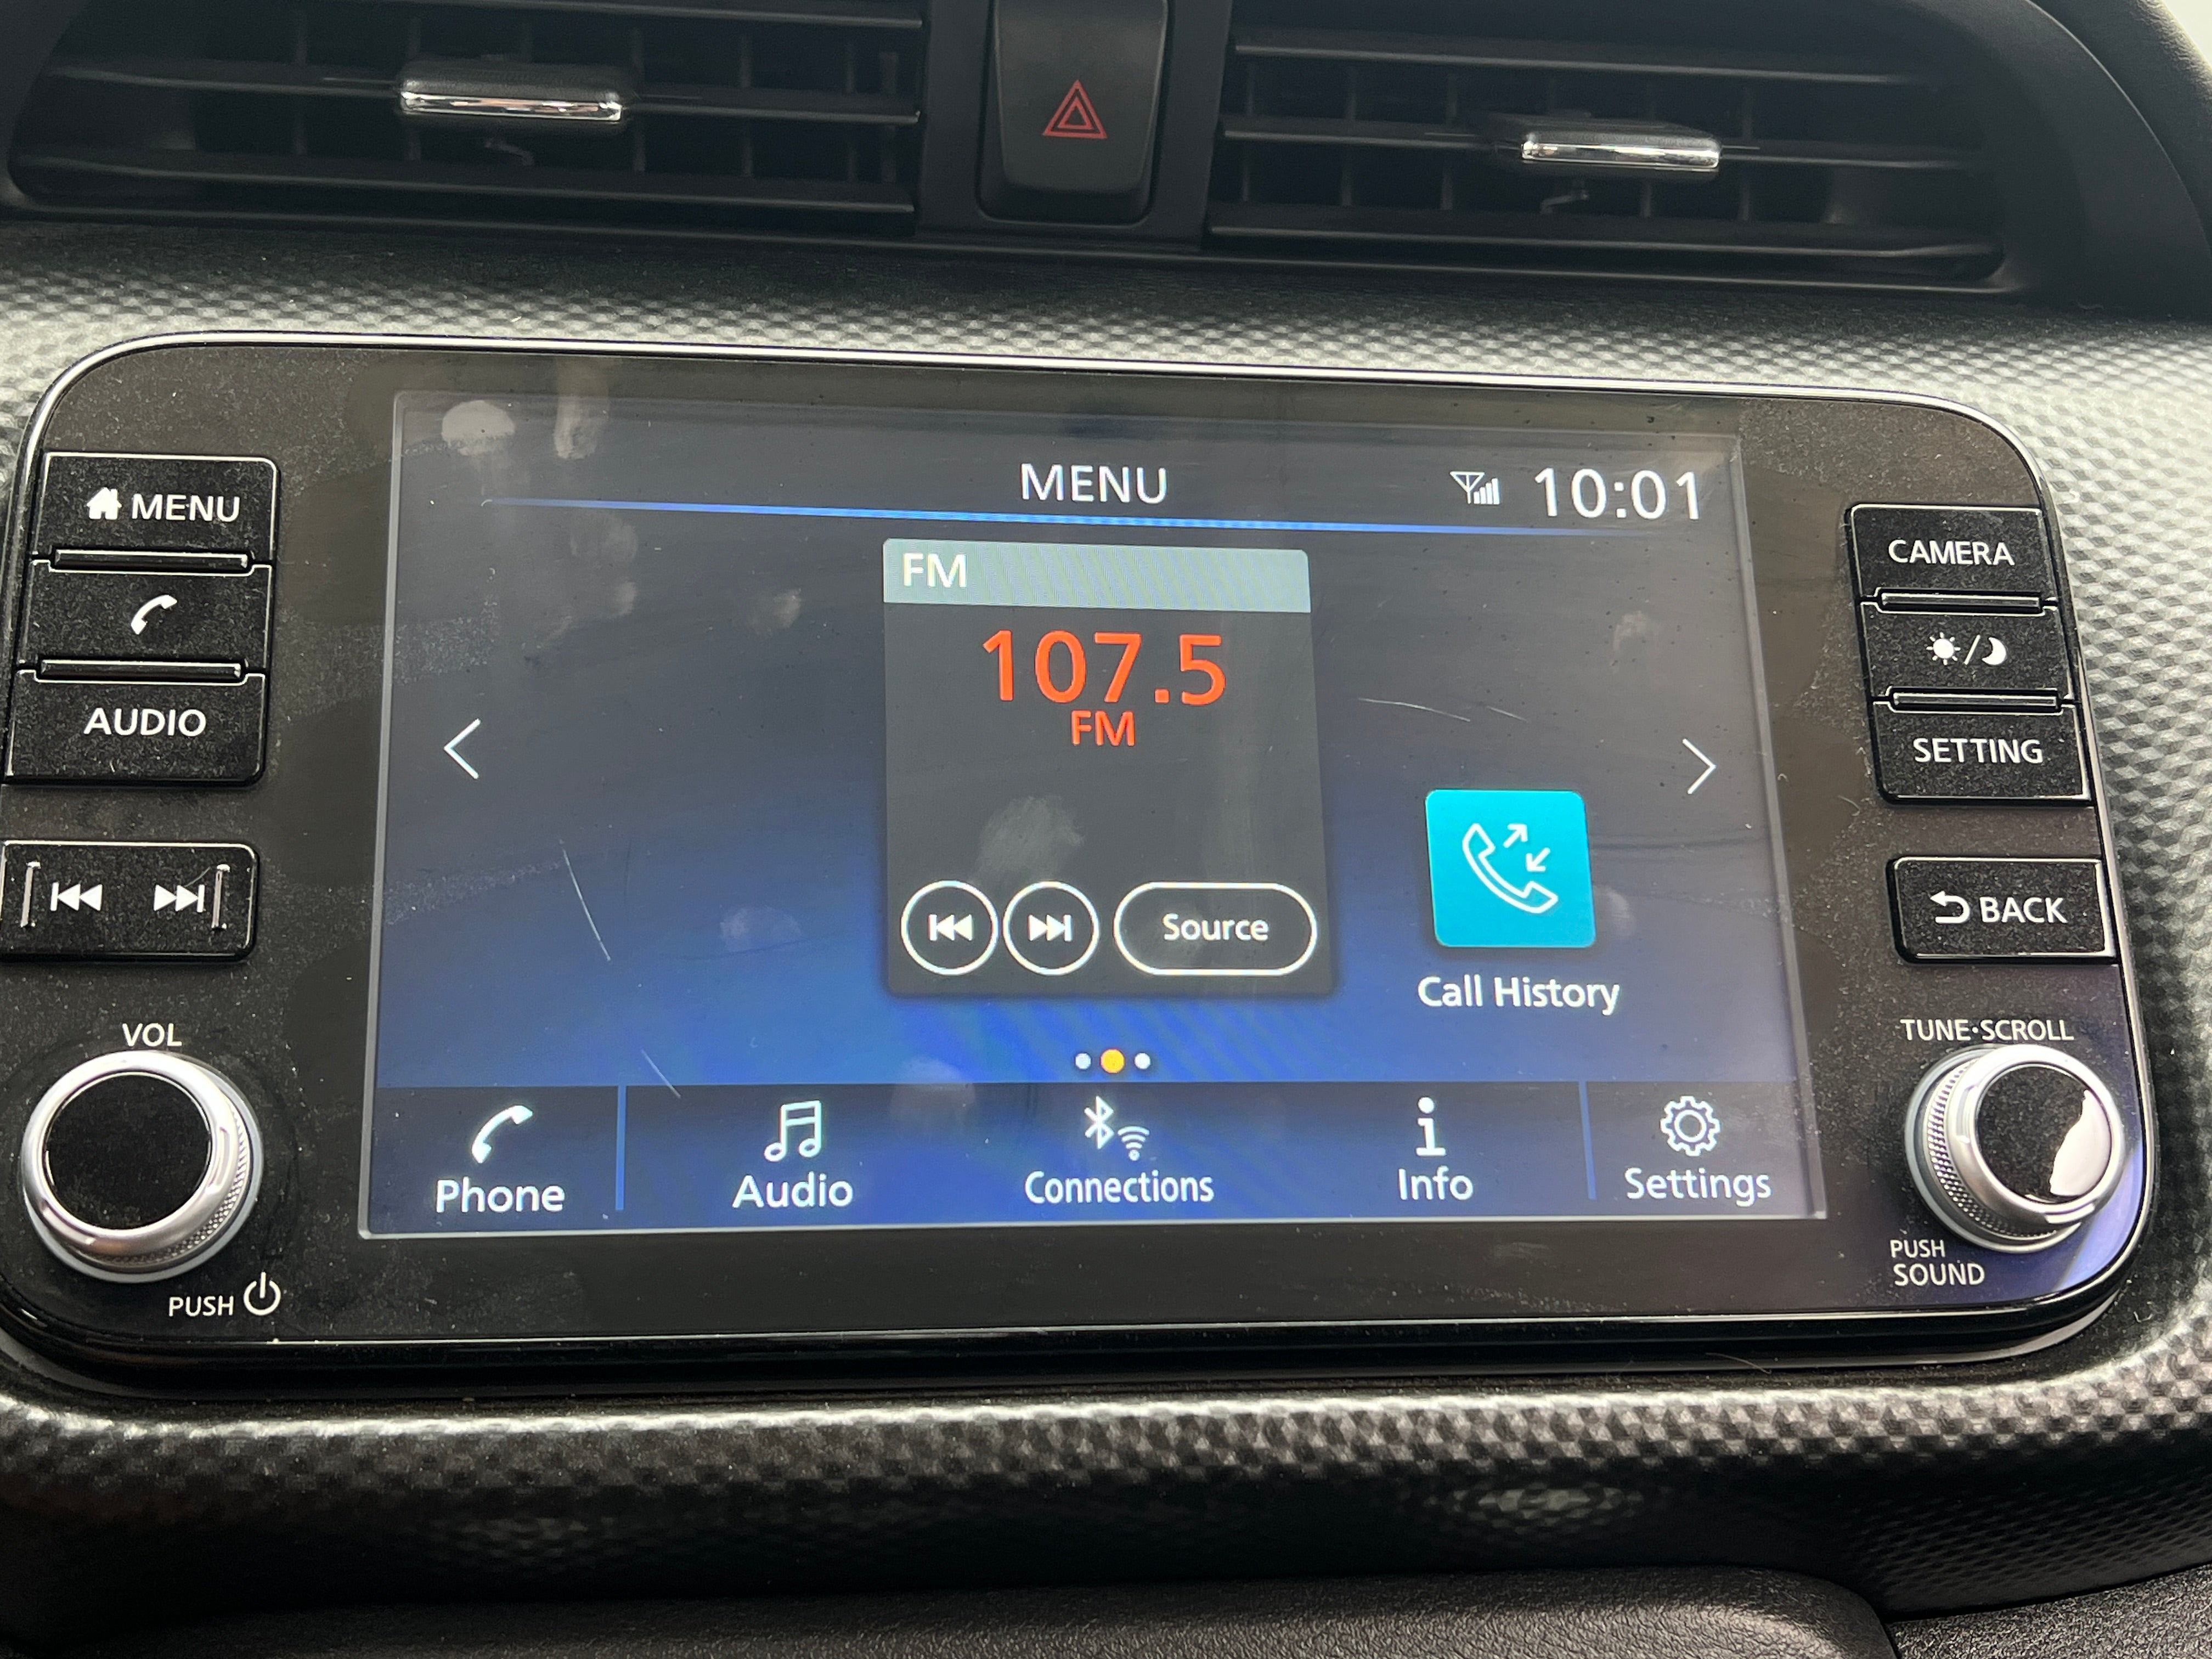 MENU
10:01
MENU
AUDIO
FM
107.5
FM
Source
Call History
CAMERA
SETTING
BACK
VOL
PUSH
TUNE·SCROLL
PUSH
SOUND
Phone
Audio
Connections
Info
Settings